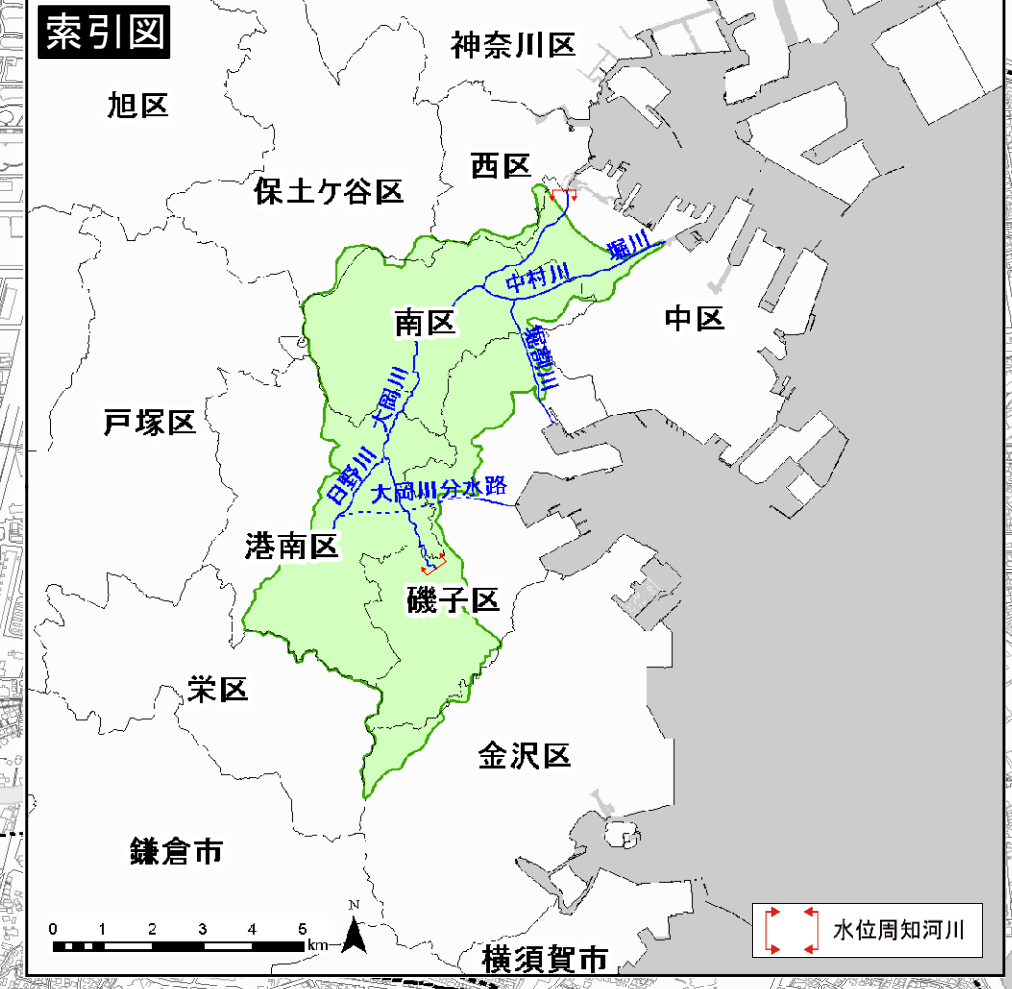 索引図
神奈川区
旭区
西区
保土ケ谷区
堀川
中村川
南区
中区
堀割川
大岡川
戸塚区
日野川
大岡川分水路
港南区
磯子区
栄区
金沢区
鎌倉市
N
0 1 2 3 4 5
km
水位周知河川
横須賀市